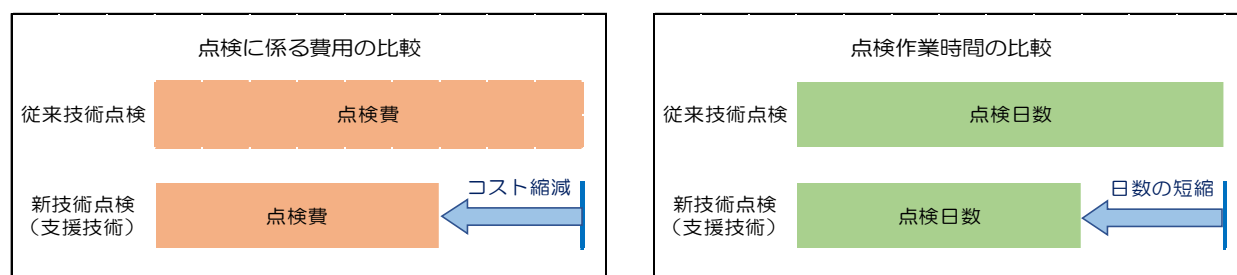 点検に係る費用の比較
従来技術点検
点検費
新技術点検
（支援技術）
点検費
コスト縮減
点検作業時間の比較
従来技術点検
点検日数
新技術点検
（支援技術）
点検日数
日数の短縮